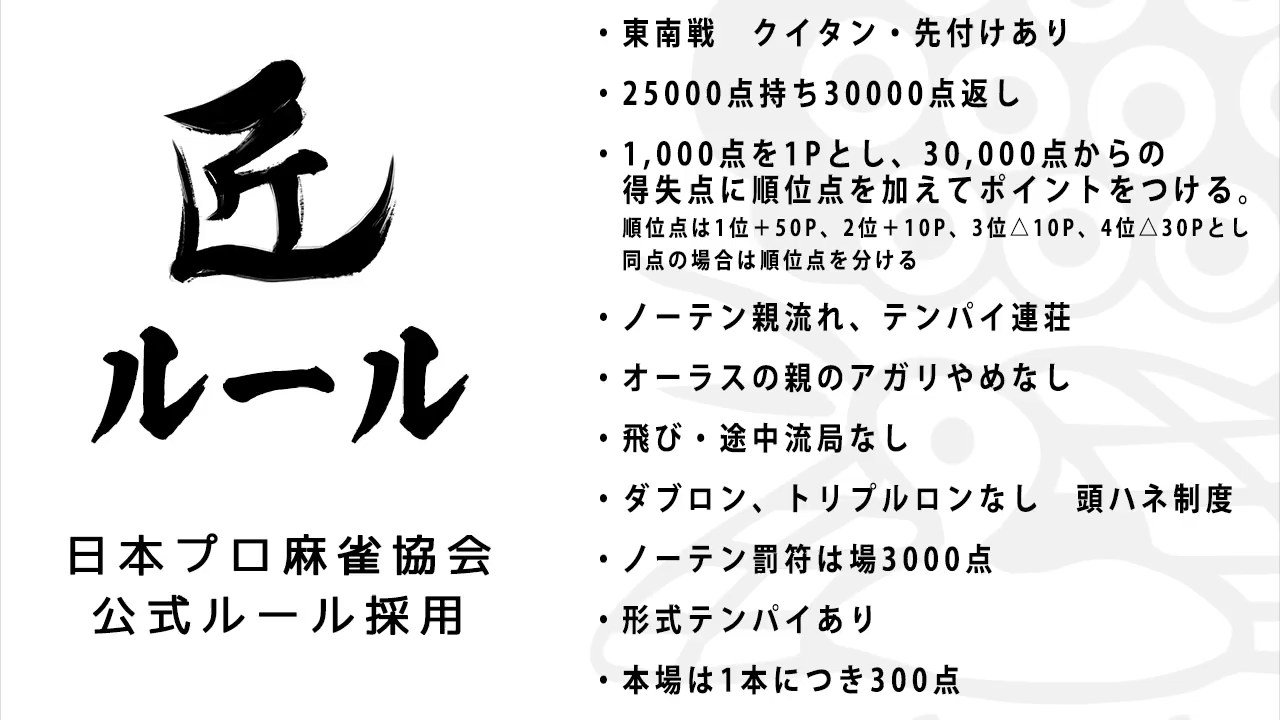 匠
ルール
日本プロ麻雀協会
公式ルール採用
・東南戦　クイタン・先付けあり
・25000点持ち30000点返し
・1,000点を1Pとし、30,000点からの
得失点に順位点を加えてポイントをつける。
順位点は1位＋50P、2位＋10P、3位△10P、4位△30Pとし
同点の場合は順位点を分ける
・ノーテン親流れ、テンパイ連荘
・オーラスの親のアガリやめなし
・飛び・途中流局なし
・ダブロン、トリプルロンなし　頭ハネ制度
・ノーテン罰符は場3000点
・形式テンパイあり
・本場は1本につき300点